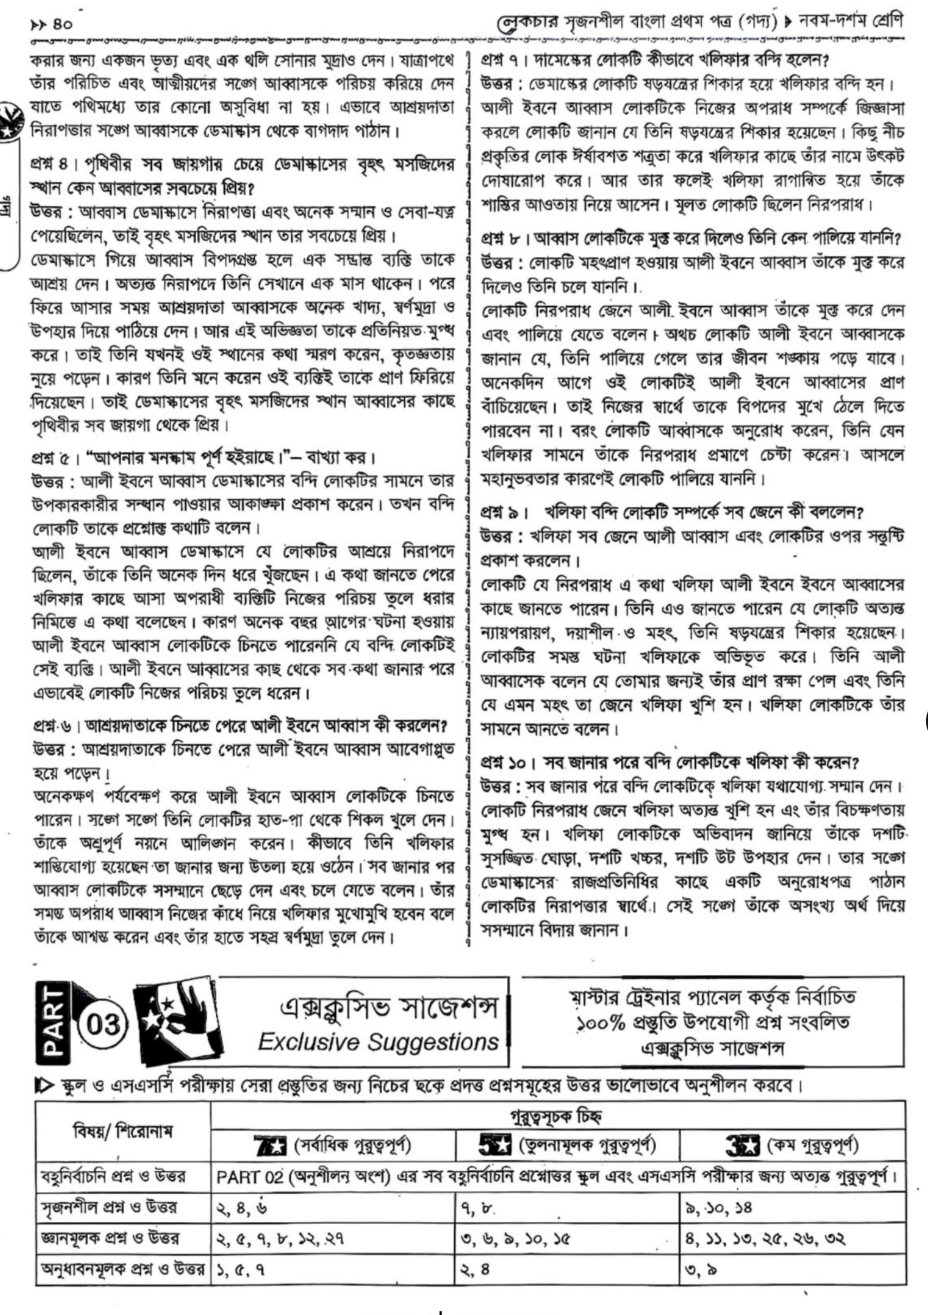 ▸▸ ৪০
লেকচার সৃজনশীল বাংলা প্রথম পত্র (গদ্য) ▸ নবম-দশম শ্রেণি
করার জন্য একজন ভৃত্য এবং এক থলি সোনার মুদ্রাও দেন। যাত্রাপথে
তাঁর পরিচিত এবং আত্মীয়দের সঙ্গে আব্বাসকে পরিচয় করিয়ে দেন
যাতে পথিমধ্যে তার কোনো অসুবিধা না হয়। এভাবে আশ্রয়দাতা
নিরাপত্তার সঙ্গে আব্বাসকে ডেমাস্কাস থেকে বাগদাদ পাঠান।
প্রশ্ন ৪। পৃথিবীর সব জায়গার চেয়ে ডেমাস্কাসের বৃহৎ মসজিদের
স্থান কেন আব্বাসের সবচেয়ে প্রিয়?
উত্তর : আব্বাস ডেমাস্কাসে নিরাপত্তা এবং অনেক সম্মান ও সেবা-যত্ন
পেয়েছিলেন, তাই বৃহৎ মসজিদের স্থান তার সবচেয়ে প্রিয়।
ডেমাস্কাসে গিয়ে আব্বাস বিপদগ্রস্ত হলে এক সম্ভ্রান্ত ব্যক্তি তাকে
আশ্রয় দেন। অত্যন্ত নিরাপদে তিনি সেখানে এক মাস থাকেন। পরে
ফিরে আসার সময় আশ্রয়দাতা আব্বাসকে অনেক খাদ্য, স্বর্ণমুদ্রা ও
উপহার দিয়ে পাঠিয়ে দেন। আর এই অভিজ্ঞতা তাকে প্রতিনিয়ত মুগ্ধ
করে। তাই তিনি যখনই ওই স্থানের কথা স্মরণ করেন, কৃতজ্ঞতায়
নুয়ে পড়েন। কারণ তিনি মনে করেন ওই ব্যক্তিই তাকে প্রাণ ফিরিয়ে
দিয়েছেন। তাই ডেমাস্কাসের বৃহৎ মসজিদের স্থান আব্বাসের কাছে
পৃথিবীর সব জায়গা থেকে প্রিয়।
প্রশ্ন ৫। “আপনার মনস্কাম পূর্ণ হইয়াছে।”– ব্যাখ্যা কর।
উত্তর : আলী ইবনে আব্বাস ডেমাস্কাসের বন্দি লোকটির সামনে তার
উপকারকারীর সন্ধান পাওয়ার আকাঙ্ক্ষা প্রকাশ করেন। তখন বন্দি
লোকটি তাকে প্রশ্নোক্ত কথাটি বলেন।
আলী ইবনে আব্বাস ডেমাস্কাসে যে লোকটির আশ্রয়ে নিরাপদে
ছিলেন, তাঁকে তিনি অনেক দিন ধরে খুঁজছেন। এ কথা জানতে পেরে
খলিফার কাছে আসা অপরাধী ব্যক্তিটি নিজের পরিচয় তুলে ধরার
নিমিত্তে এ কথা বলেছেন। কারণ অনেক বছর আগের ঘটনা হওয়ায়
আলী ইবনে আব্বাস লোকটিকে চিনতে পারেননি যে বন্দি লোকটিই
সেই ব্যক্তি। আলী ইবনে আব্বাসের কাছ থেকে সব কথা জানার পরে
এভাবেই লোকটি নিজের পরিচয় তুলে ধরেন।
প্রশ্ন ৬। আশ্রয়দাতাকে চিনতে পেরে আলী ইবনে আব্বাস কী করলেন?
উত্তর : আশ্রয়দাতাকে চিনতে পেরে আলী ইবনে আব্বাস আবেগাপ্লুত
হয়ে পড়েন।
অনেকক্ষণ পর্যবেক্ষণ করে আলী ইবনে আব্বাস লোকটিকে চিনতে
পারেন। সঙ্গে সঙ্গে তিনি লোকটির হাত-পা থেকে শিকল খুলে দেন।
তাঁকে অশ্রুপূর্ণ নয়নে আলিঙ্গন করেন। কীভাবে তিনি খলিফার
শাস্তিযোগ্য হয়েছেন তা জানার জন্য উতলা হয়ে ওঠেন। সব জানার পর
আব্বাস লোকটিকে সসম্মানে ছেড়ে দেন এবং চলে যেতে বলেন। তাঁর
সমস্ত অপরাধ আব্বাস নিজের কাঁধে নিয়ে খলিফার মুখোমুখি হবেন বলে
তাঁকে আশ্বস্ত করেন এবং তাঁর হাতে সহস্র স্বর্ণমুদ্রা তুলে দেন।
প্রশ্ন ৭। দামেস্কের লোকটি কীভাবে খলিফার বন্দি হলেন?
উত্তর : ডেমাস্কের লোকটি ষড়যন্ত্রের শিকার হয়ে খলিফার বন্দি হন।
আলী ইবনে আব্বাস লোকটিকে নিজের অপরাধ সম্পর্কে জিজ্ঞাসা
করলে লোকটি জানান যে তিনি ষড়যন্ত্রের শিকার হয়েছেন। কিছু নীচ
প্রকৃতির লোক ঈর্ষাবশত শত্রুতা করে খলিফার কাছে তাঁর নামে উৎকট
দোষারোপ করে। আর তার ফলেই খলিফা রাগান্বিত হয়ে তাঁকে
শাস্তির আওতায় নিয়ে আসেন। মূলত লোকটি ছিলেন নিরপরাধ।
প্রশ্ন ৮। আব্বাস লোকটিকে মুক্ত করে দিলেও তিনি কেন পালিয়ে যাননি?
উত্তর : লোকটি মহৎপ্রাণ হওয়ায় আলী ইবনে আব্বাস তাঁকে মুক্ত করে
দিলেও তিনি চলে যাননি।
লোকটি নিরপরাধ জেনে আলী ইবনে আব্বাস তাঁকে মুক্ত করে দেন
এবং পালিয়ে যেতে বলেন। অথচ লোকটি আলী ইবনে আব্বাসকে
জানান যে, তিনি পালিয়ে গেলে তার জীবন শঙ্কায় পড়ে যাবে।
অনেকদিন আগে ওই লোকটিই আলী ইবনে আব্বাসের প্রাণ
বাঁচিয়েছেন। তাই নিজের স্বার্থে তাকে বিপদের মুখে ঠেলে দিতে
পারবেন না। বরং লোকটি আব্বাসকে অনুরোধ করেন, তিনি যেন
খলিফার সামনে তাঁকে নিরপরাধ প্রমাণে চেষ্টা করেন। আসলে
মহানুভবতার কারণেই লোকটি পালিয়ে যাননি।
প্রশ্ন ৯। খলিফা বন্দি লোকটি সম্পর্কে সব জেনে কী বললেন?
উত্তর : খলিফা সব জেনে আলী আব্বাস এবং লোকটির ওপর সন্তুষ্টি
প্রকাশ করলেন।
লোকটি যে নিরপরাধ এ কথা খলিফা আলী ইবনে ইবনে আব্বাসের
কাছে জানতে পারেন। তিনি এও জানতে পারেন যে লোকটি অত্যন্ত
ন্যায়পরায়ণ, দয়াশীল ও মহৎ, তিনি ষড়যন্ত্রের শিকার হয়েছেন।
লোকটির সমস্ত ঘটনা খলিফাকে অভিভূত করে। তিনি আলী
আব্বাসেক বলেন যে তোমার জন্যই তাঁর প্রাণ রক্ষা পেল এবং তিনি
যে এমন মহৎ তা জেনে খলিফা খুশি হন। খলিফা লোকটিকে তাঁর
সামনে আনতে বলেন।
প্রশ্ন ১০। সব জানার পরে বন্দি লোকটিকে খলিফা কী করেন?
উত্তর : সব জানার পরে বন্দি লোকটিকে খলিফা যথাযোগ্য সম্মান দেন।
লোকটি নিরপরাধ জেনে খলিফা অত্যন্ত খুশি হন এং তাঁর বিচক্ষণতায়
মুগ্ধ হন। খলিফা লোকটিকে অভিবাদন জানিয়ে তাঁকে দশটি
সুসজ্জিত ঘোড়া, দশটি খচ্চর, দশটি উট উপহার দেন। তার সঙ্গে
ডেমাস্কাসের রাজপ্রতিনিধির কাছে একটি অনুরোধপত্র পাঠান
লোকটির নিরাপত্তার স্বার্থে। সেই সঙ্গে তাঁকে অসংখ্য অর্থ দিয়ে
সসম্মানে বিদায় জানান।
গদ্য
PART 03
এক্সক্লুসিভ সাজেশন্স
Exclusive Suggestions
মাস্টার ট্রেইনার প্যানেল কর্তৃক নির্বাচিত
১০০% প্রস্তুতি উপযোগী প্রশ্ন সংবলিত
এক্সক্লুসিভ সাজেশন্স
স্কুল ও এসএসসি পরীক্ষায় সেরা প্রস্তুতির জন্য নিচের ছকে প্রদত্ত প্রশ্নসমূহের উত্তর ভালোভাবে অনুশীলন করবে।
বিষয়/ শিরোনাম
গুরুত্বসূচক চিহ্ন
7★ (সর্বাধিক গুরুত্বপূর্ণ)
5★ (তুলনামূলক গুরুত্বপূর্ণ)
3★ (কম গুরুত্বপূর্ণ)
বহুনির্বাচনি প্রশ্ন ও উত্তর
PART 02 (অনুশীলন অংশ) এর সব বহুনির্বাচনি প্রশ্নোত্তর স্কুল এবং এসএসসি পরীক্ষার জন্য অত্যন্ত গুরুত্বপূর্ণ।
সৃজনশীল প্রশ্ন ও উত্তর
২, ৪, ৬
৭, ৮
৯, ১০, ১৪
জ্ঞানমূলক প্রশ্ন ও উত্তর
২, ৫, ৭, ৮, ১২, ২৭
৩, ৬, ৯, ১০, ১৫
৪, ১১, ১৩, ২৫, ২৬, ৩২
অনুধাবনমূলক প্রশ্ন ও উত্তর
১, ৫, ৭
২, ৪
৩, ৯